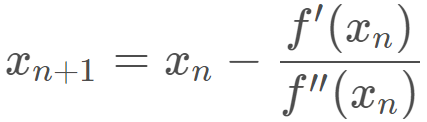 x_{n+1} = x_n - \frac{f'(x_n)}{f''(x_n)}